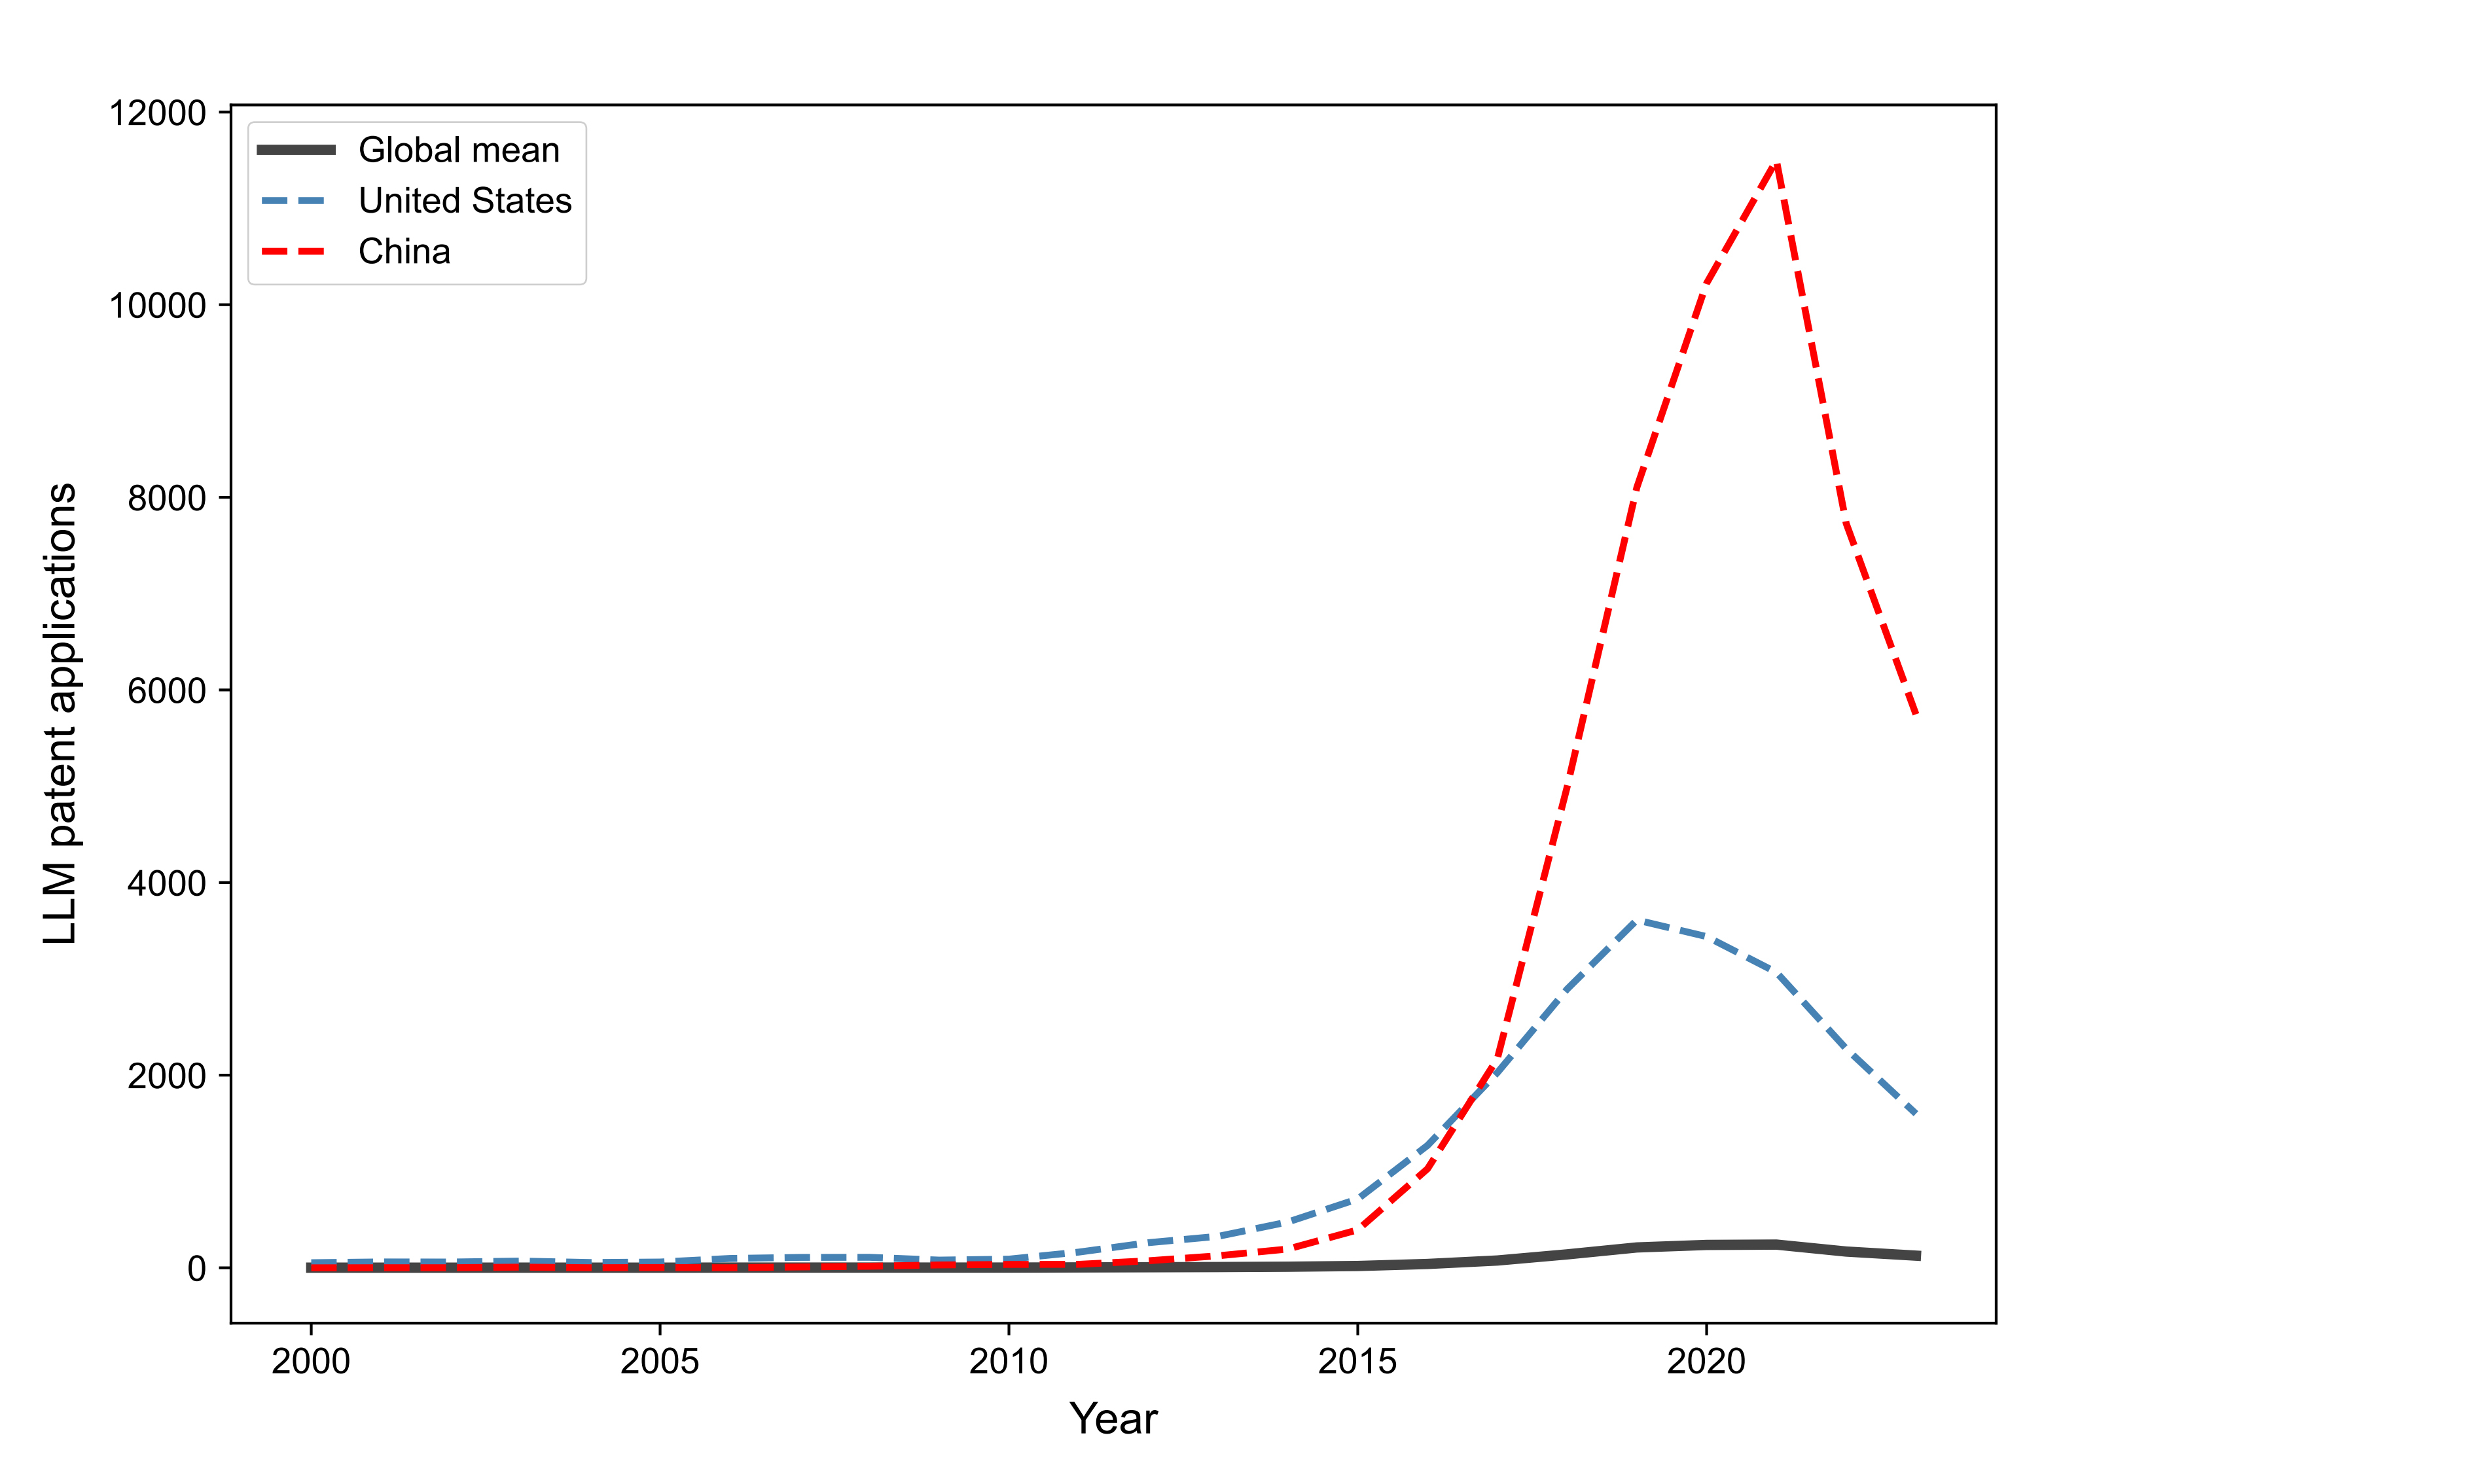 12000
10000
8000
6000
4000
2000
0
LLM patent applications
Global mean
United States
China
2000 2005 2010 2015 2020
Year